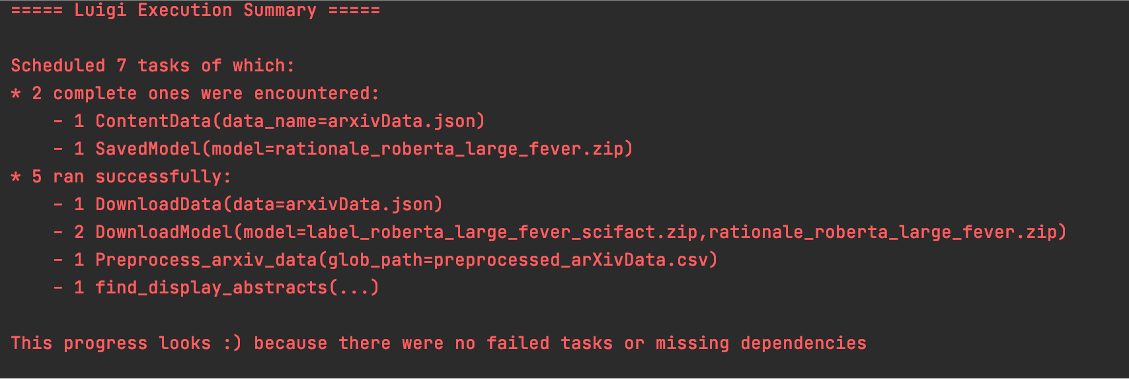 ===== Luigi Execution Summary =====
Scheduled 7 tasks of which:
* 2 complete ones were encountered:
- 1 ContentData(data_name=arxivData.json)
- 1 SavedModel(model=rationale_roberta_large_fever.zip)
* 5 ran successfully:
- 1 DownloadData(data=arxivData.json)
- 2 DownloadModel(model=label_roberta_large_fever_scifact.zip,rationale_roberta_large_fever.zip)
- 1 Preprocess_arxiv_data(glob_path=preprocessed_arXivData.csv)
- 1 find_display_abstracts(...)
This progress looks :) because there were no failed tasks or missing dependencies